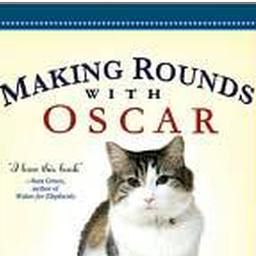 MAKING ROUNDS
WITH
OSCAR
"I love this book"
—Sara Gruen,
author of
Water for Elephants